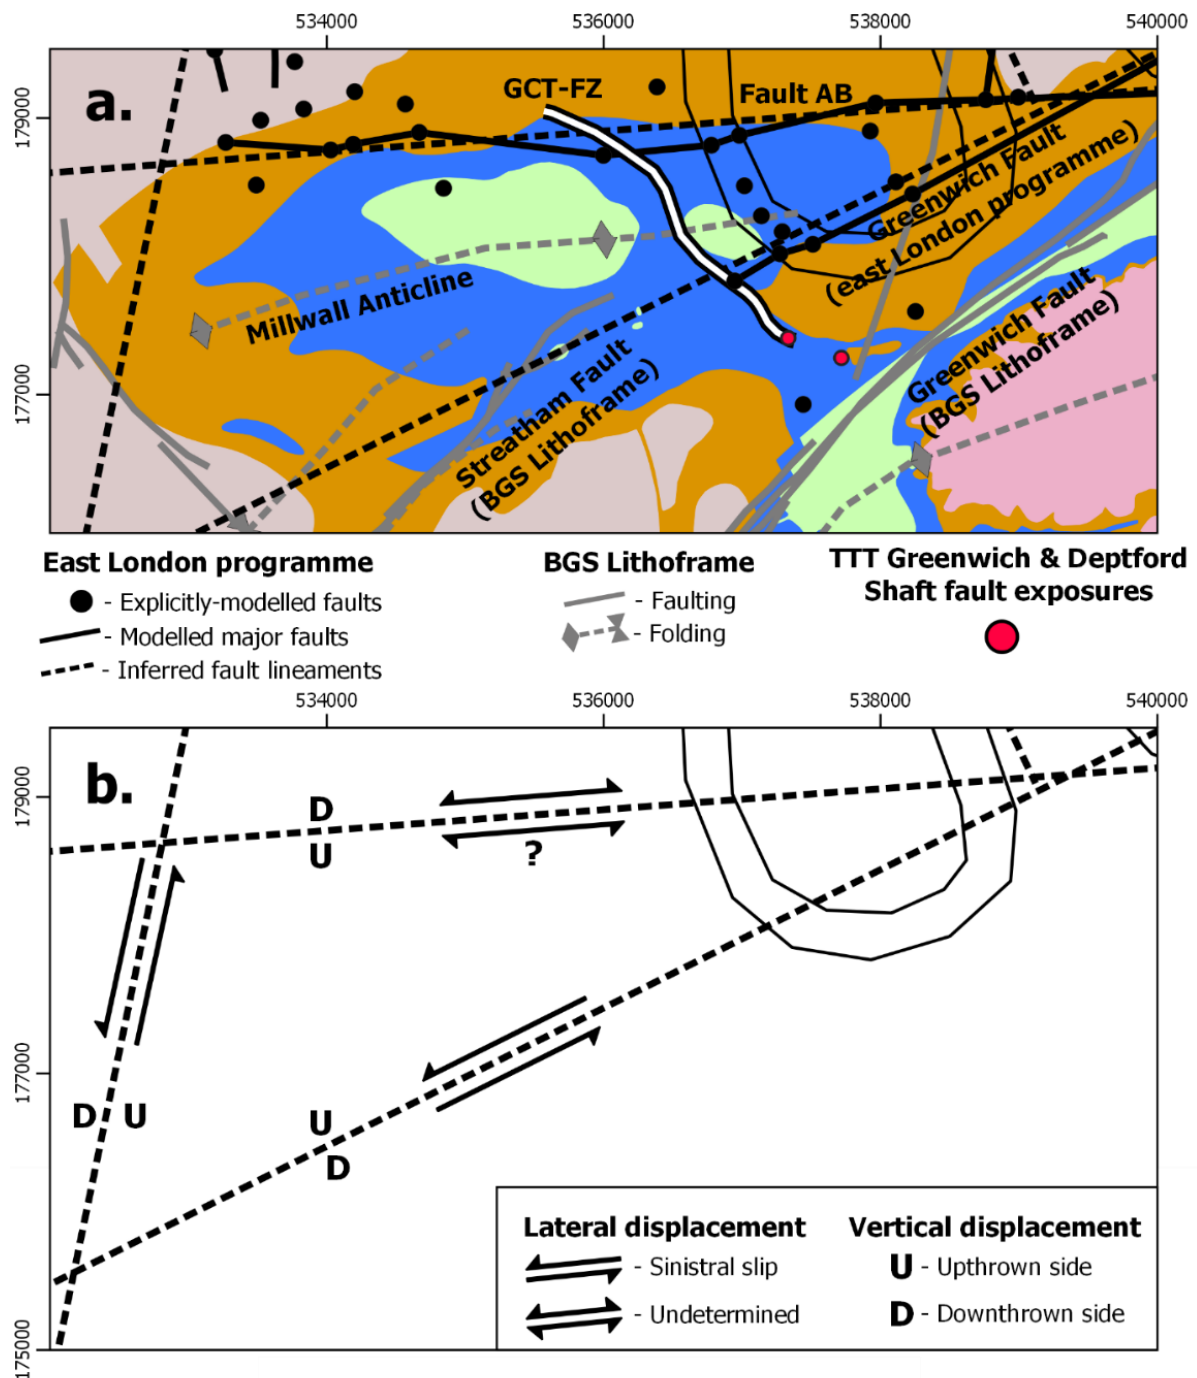 534000
536000
538000
540000
a.
179000
177000
GCT-FZ
Fault AB
Greenwich Fault
(east London programme)
Millwall Anticline
Streatham Fault
(BGS Lithoframe)
Greenwich Fault
(BGS Lithoframe)
East London programme
- Explicitly-modelled faults
- Modelled major faults
- Inferred fault lineaments
BGS Lithoframe
- Faulting
- Folding
TTT Greenwich & Deptford
Shaft fault exposures
534000
536000
538000
540000
b.
179000
177000
175000
D
U
?
D U
U
D
Lateral displacement
- Sinistral slip
- Undetermined
Vertical displacement
U - Upthrown side
D - Downthrown side